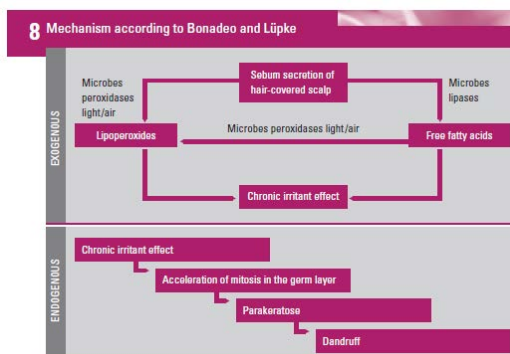 8 Mechanism according to Bonadeo and Lüpke
EXOGENOUS
Sebum secretion of
hair-covered scalp
Microbes
peroxidases
light/air
Microbes
lipases
Microbes peroxidases light/air
Lipoperoxides
Free fatty acids
Chronic irritant effect
ENDOGENOUS
Chronic irritant effect
Acceleration of mitosis in the germ layer
Parakeratose
Dandruff